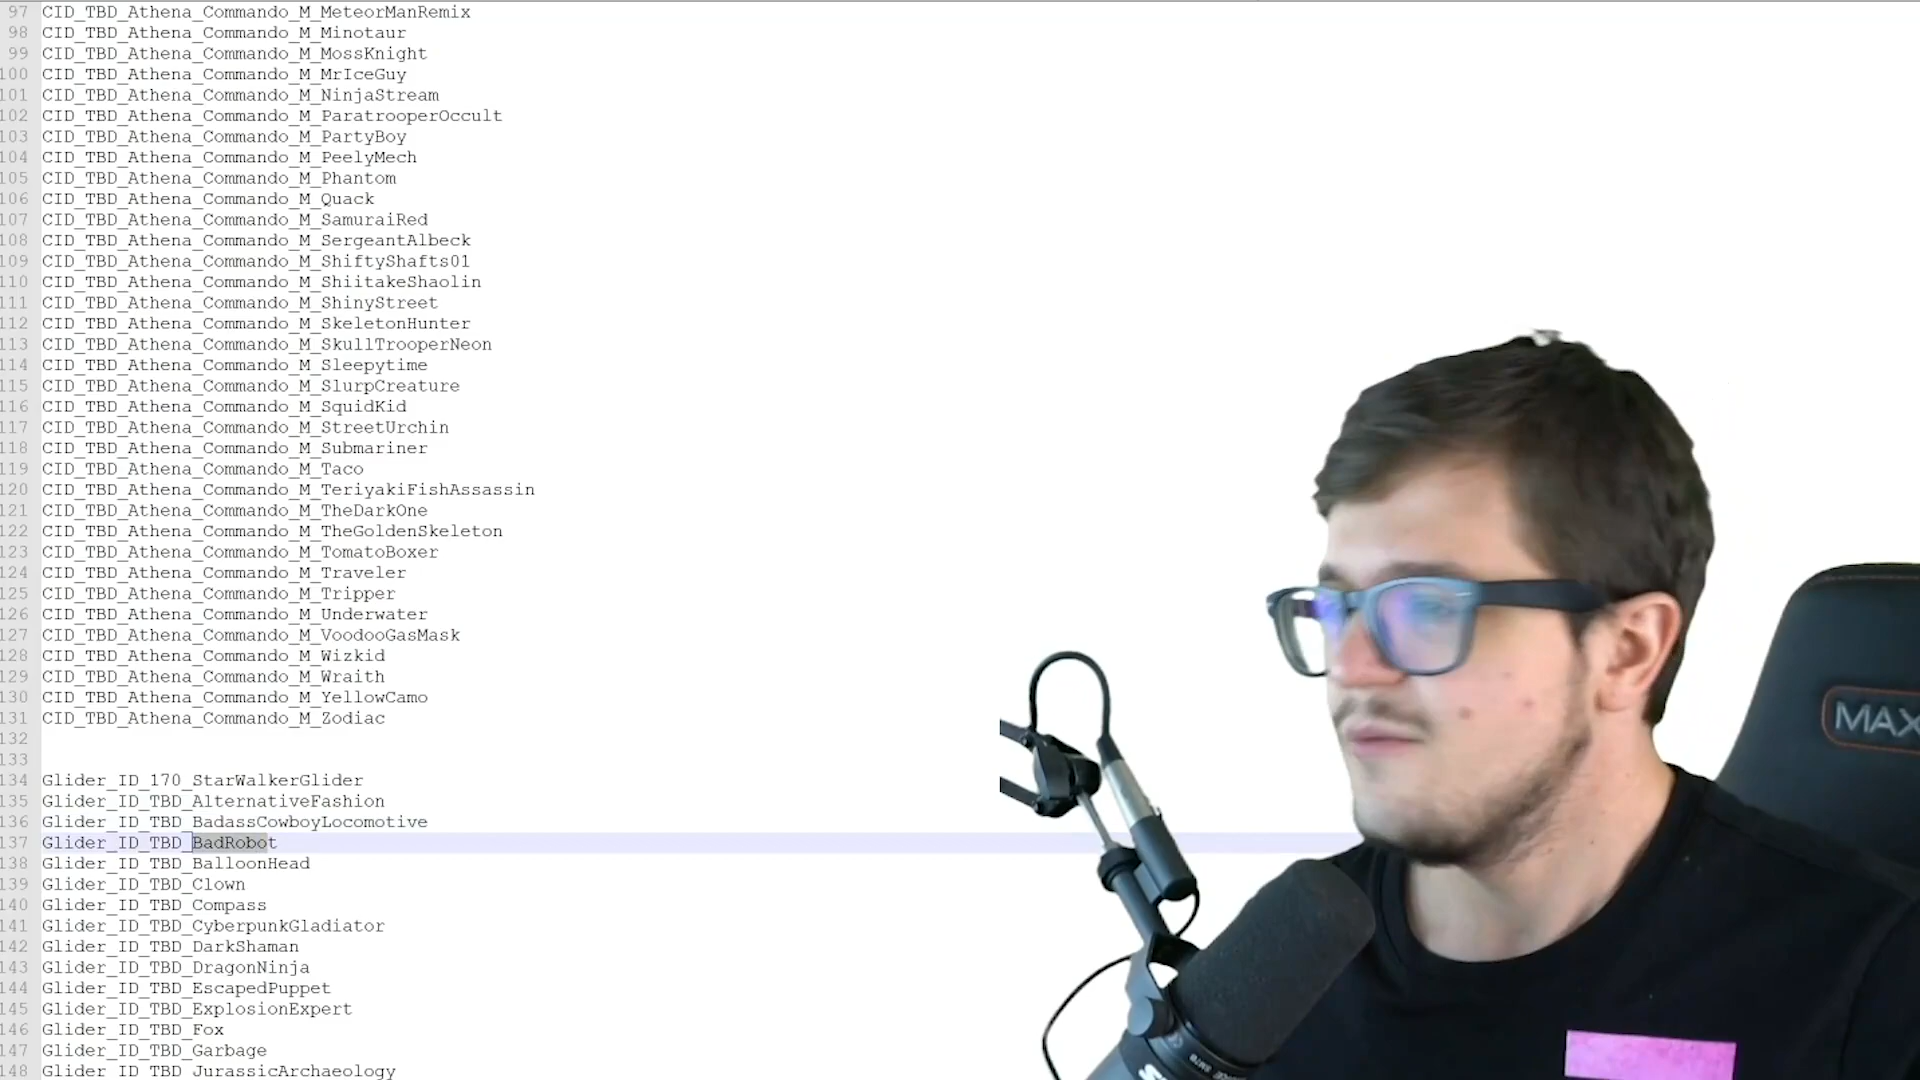 97 CID_TBD_Athena_Commando_M_MeteorManRemix
98 CID_TBD_Athena_Commando_M_Minotaur
99 CID_TBD_Athena_Commando_M_MossKnight
100 CID_TBD_Athena_Commando_M_MrIceGuy
101 CID_TBD_Athena_Commando_M_NinjaStream
102 CID_TBD_Athena_Commando_M_ParatrooperOccult
103 CID_TBD_Athena_Commando_M_PartyBoy
104 CID_TBD_Athena_Commando_M_PeelyMech
105 CID_TBD_Athena_Commando_M_Phantom
106 CID_TBD_Athena_Commando_M_Quack
107 CID_TBD_Athena_Commando_M_SamuraiRed
108 CID_TBD_Athena_Commando_M_SergeantAlbeck
109 CID_TBD_Athena_Commando_M_ShiftyShafts01
110 CID_TBD_Athena_Commando_M_ShiitakeShaolin
111 CID_TBD_Athena_Commando_M_ShinyStreet
112 CID_TBD_Athena_Commando_M_SkeletonHunter
113 CID_TBD_Athena_Commando_M_SkullTrooperNeon
114 CID_TBD_Athena_Commando_M_Sleepytime
115 CID_TBD_Athena_Commando_M_SlurpCreature
116 CID_TBD_Athena_Commando_M_SquidKid
117 CID_TBD_Athena_Commando_M_StreetUrchin
118 CID_TBD_Athena_Commando_M_Submariner
119 CID_TBD_Athena_Commando_M_Taco
120 CID_TBD_Athena_Commando_M_TeriyakiFishAssassin
121 CID_TBD_Athena_Commando_M_TheDarkOne
122 CID_TBD_Athena_Commando_M_TheGoldenSkeleton
123 CID_TBD_Athena_Commando_M_TomatoBoxer
124 CID_TBD_Athena_Commando_M_Traveler
125 CID_TBD_Athena_Commando_M_Tripper
126 CID_TBD_Athena_Commando_M_Underwater
127 CID_TBD_Athena_Commando_M_VoodooGasMask
128 CID_TBD_Athena_Commando_M_Wizkid
129 CID_TBD_Athena_Commando_M_Wraith
130 CID_TBD_Athena_Commando_M_YellowCamo
131 CID_TBD_Athena_Commando_M_Zodiac
132
133
134 Glider_ID_170_StarWalkerGlider
135 Glider_ID_TBD_AlternativeFashion
136 Glider_ID_TBD_BadassCowboyLocomotive
137 Glider_ID_TBD_BadRobot
138 Glider_ID_TBD_BalloonHead
139 Glider_ID_TBD_Clown
140 Glider_ID_TBD_Compass
141 Glider_ID_TBD_CyberpunkGladiator
142 Glider_ID_TBD_DarkShaman
143 Glider_ID_TBD_DragonNinja
144 Glider_ID_TBD_EscapedPuppet
145 Glider_ID_TBD_ExplosionExpert
146 Glider_ID_TBD_Fox
147 Glider_ID_TBD_Garbage
148 Glider_ID_TBD_JurassicArchaeology
MAX